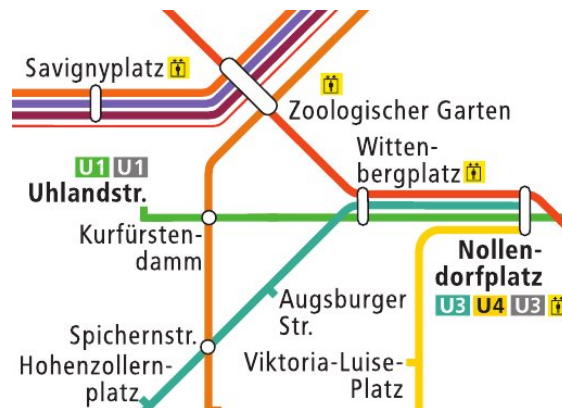 Savignyplatz
Zoologischer Garten
Witten-
bergplatz
U1 U1
Uhlandstr.
Kurfürsten-
damm
Nollen-
dorfplatz
U3 U4 U3
Augsburger
Str.
Spichernstr.
Hohenzollern-
platz
Viktoria-Luise-
Platz